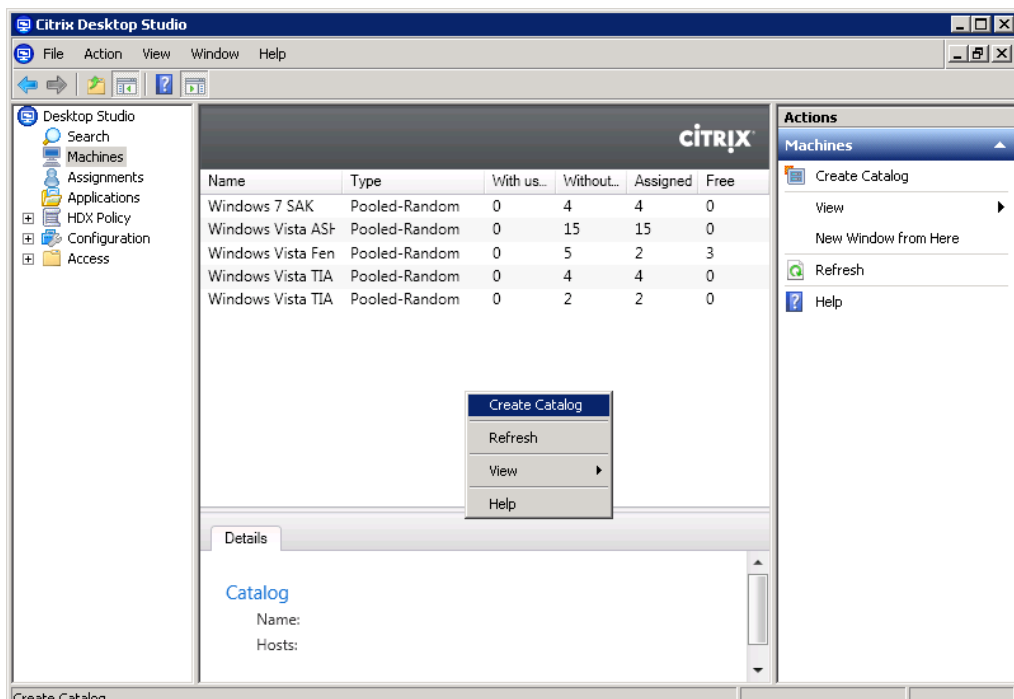 Citrix Desktop Studio
File Action View Window Help
Desktop Studio
Search
Machines
Assignments
Applications
HDX Policy
Configuration
Access
CITRIX
Name Type With us... Without... Assigned Free
Windows 7 SAK Pooled-Random 0 4 4 0
Windows Vista ASH Pooled-Random 0 15 15 0
Windows Vista Fen Pooled-Random 0 5 2 3
Windows Vista TIA Pooled-Random 0 4 4 0
Windows Vista TIA Pooled-Random 0 2 2 0
Create Catalog
Refresh
View
Help
Details
Catalog
Name:
Hosts:
Actions
Machines
Create Catalog
View
New Window from Here
Refresh
Help
Create Catalog